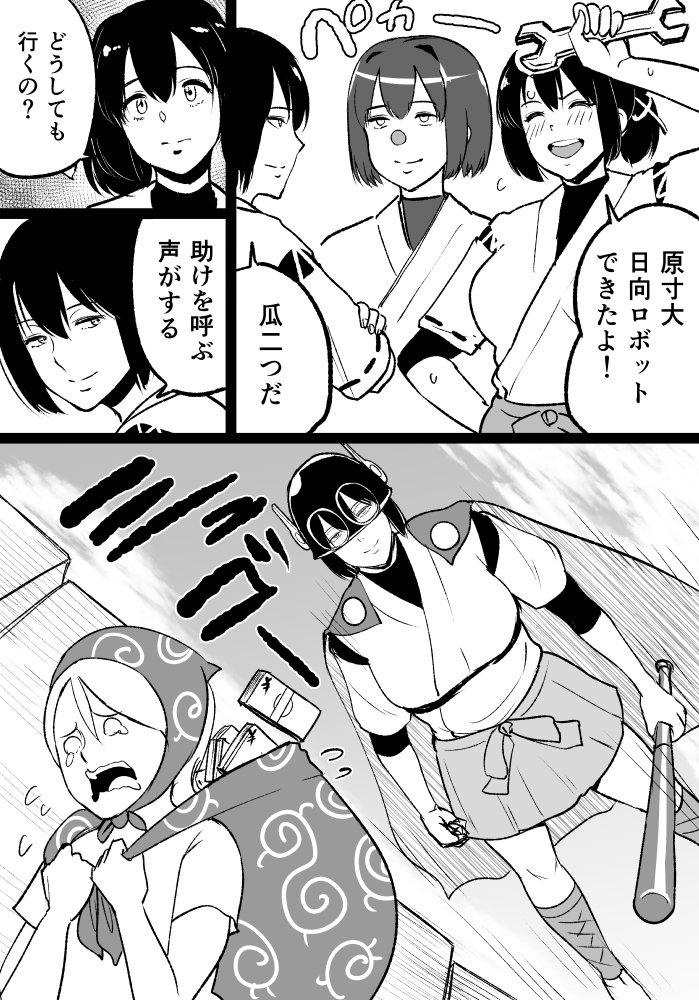 ペカー
原寸大
日向ロボット
できたよ！
瓜二つだ
どうしても
行くの？
助けを呼ぶ
声がする
ミョゴー